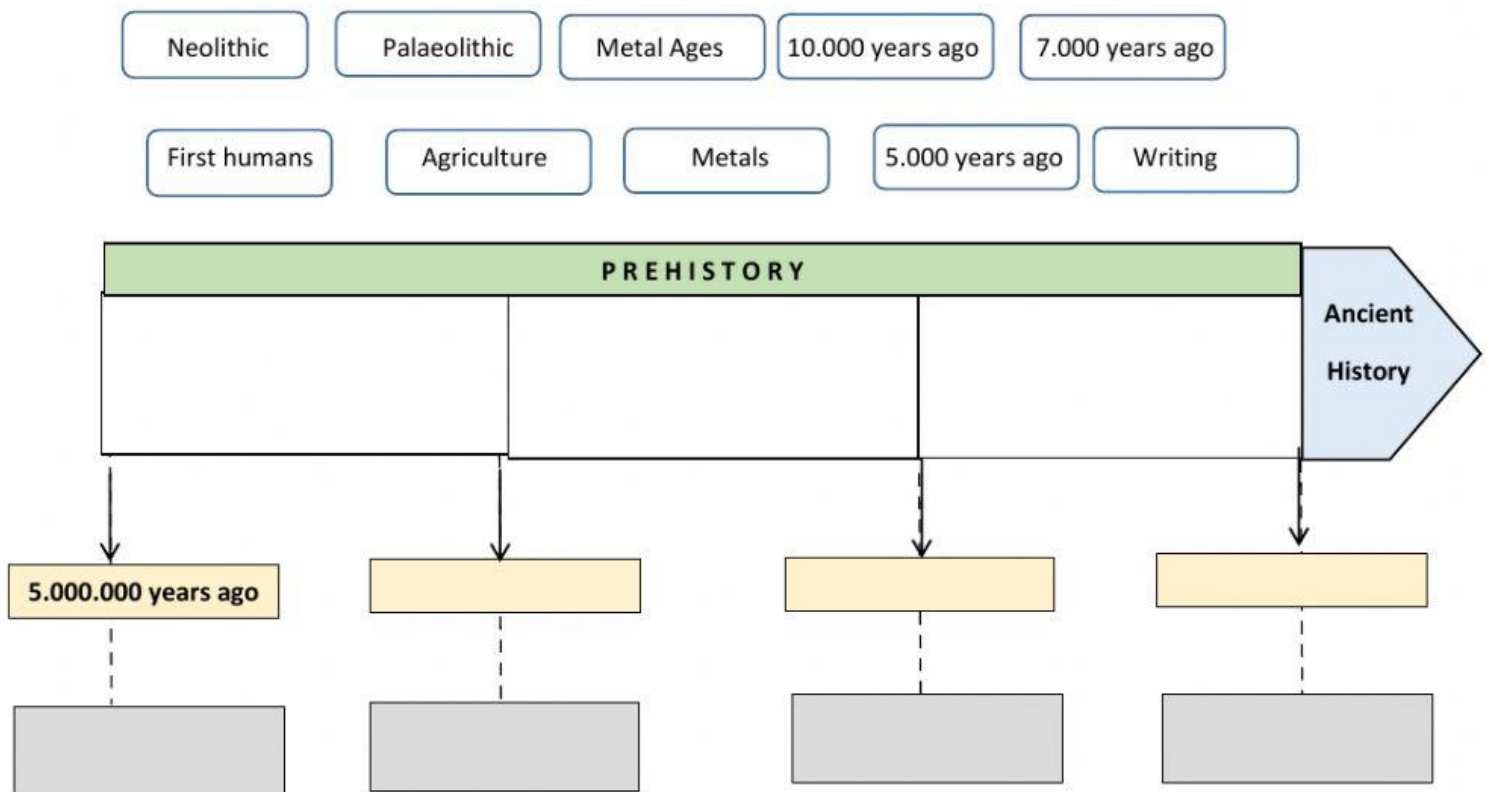 Neolithic
Palaeolithic
Metal Ages
10.000 years ago
7.000 years ago
First humans
Agriculture
Metals
5.000 years ago
Writing
PREHISTORY
Ancient
History
5.000.000 years ago